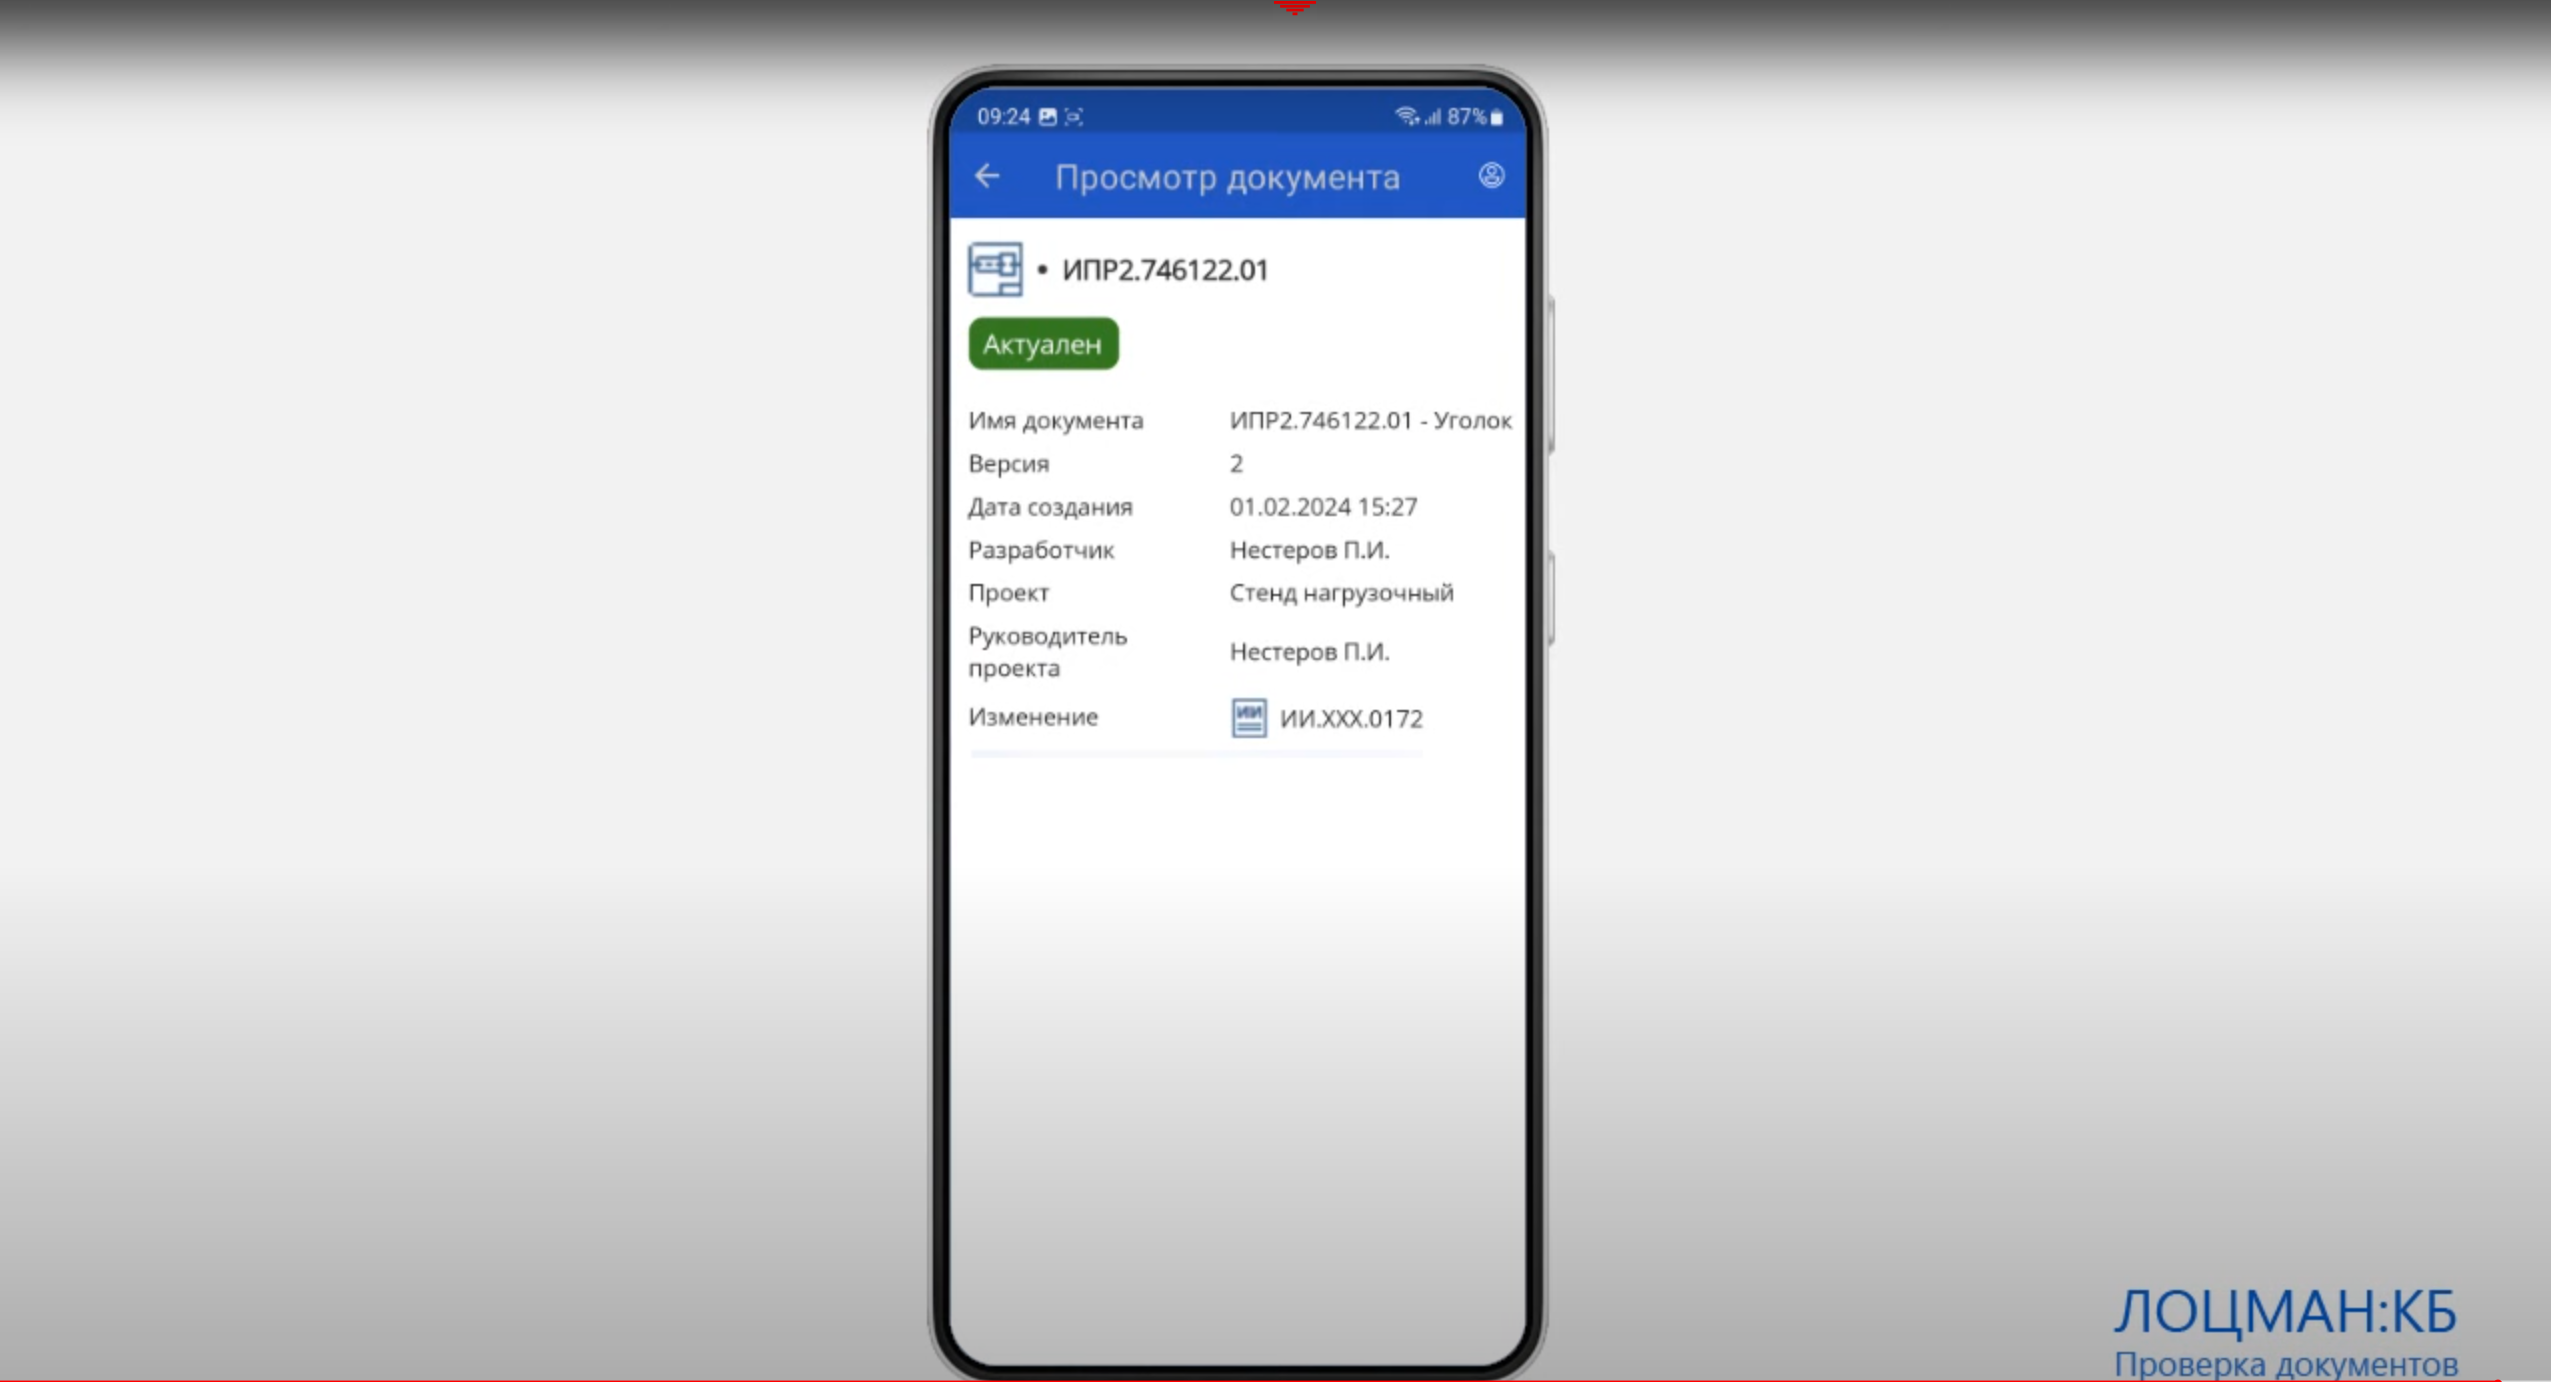 09:24 87%
Просмотр документа
• ИПР2.746122.01
Актуален
Имя документа ИПР2.746122.01 - Уголок
Версия 2
Дата создания 01.02.2024 15:27
Разработчик Нестеров П.И.
Проект Стенд нагрузочный
Руководитель
проекта Нестеров П.И.
Изменение ИИ ИИ.XXX.0172
ЛОЦМАН:КБ
Проверка документов